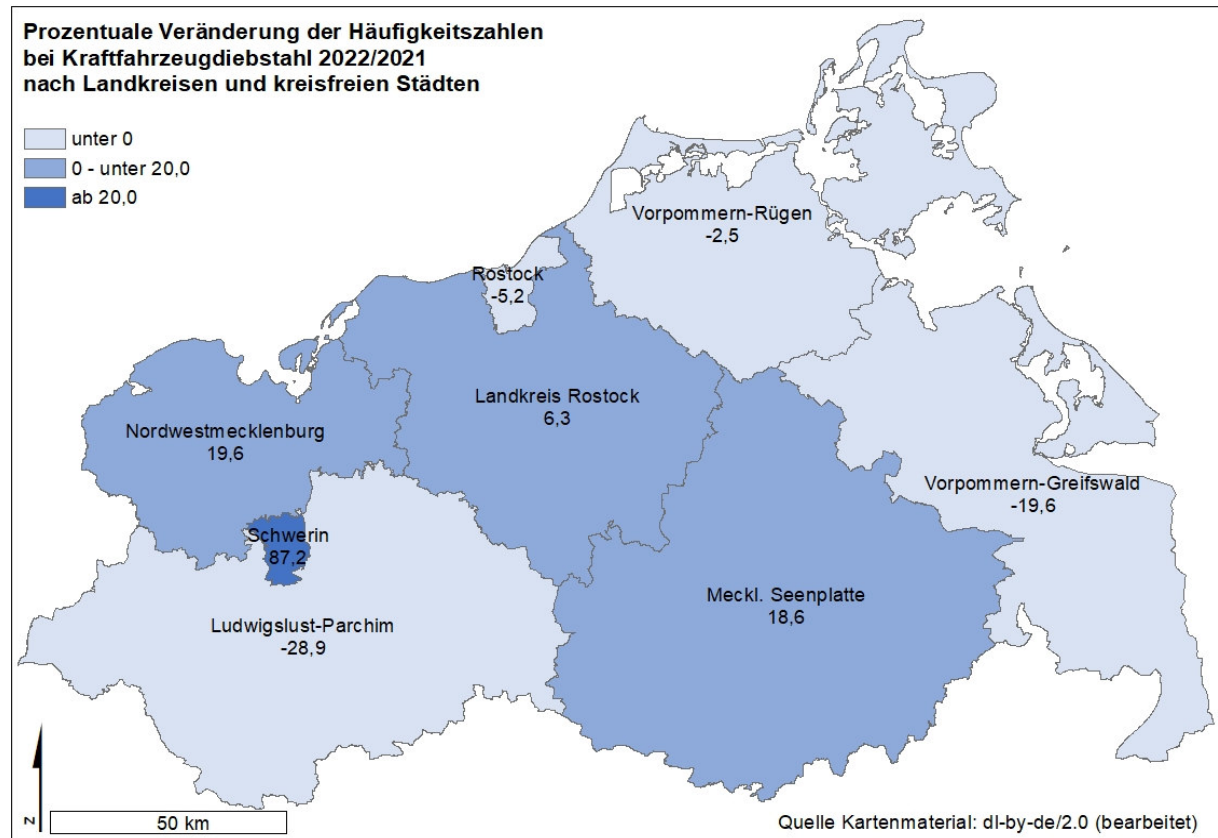 Prozentuale Veränderung der Häufigkeitszahlen
bei Kraftfahrzeugdiebstahl 2022/2021
nach Landkreisen und kreisfreien Städten
unter 0
0 - unter 20,0
ab 20,0
Vorpommern-Rügen
-2,5
Rostock
-5,2
Landkreis Rostock
6,3
Nordwestmecklenburg
19,6
Vorpommern-Greifswald
-19,6
Schwerin
87,2
Meckl. Seenplatte
18,6
Ludwigslust-Parchim
-28,9
N
50 km
Quelle Kartenmaterial: dl-by-de/2.0 (bearbeitet)